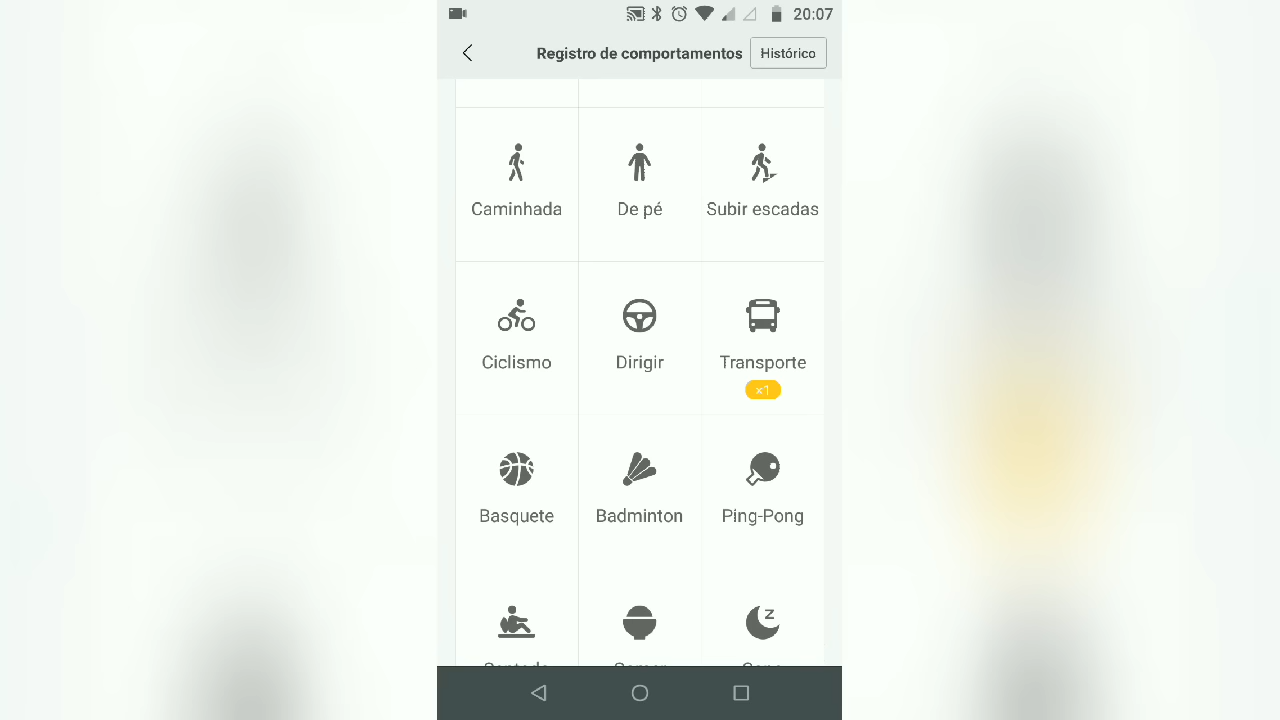 20:07
Registro de comportamentos
Histórico
Caminhada
De pé
Subir escadas
Ciclismo
Dirigir
Transporte
x1
Basquete
Badminton
Ping-Pong
Z